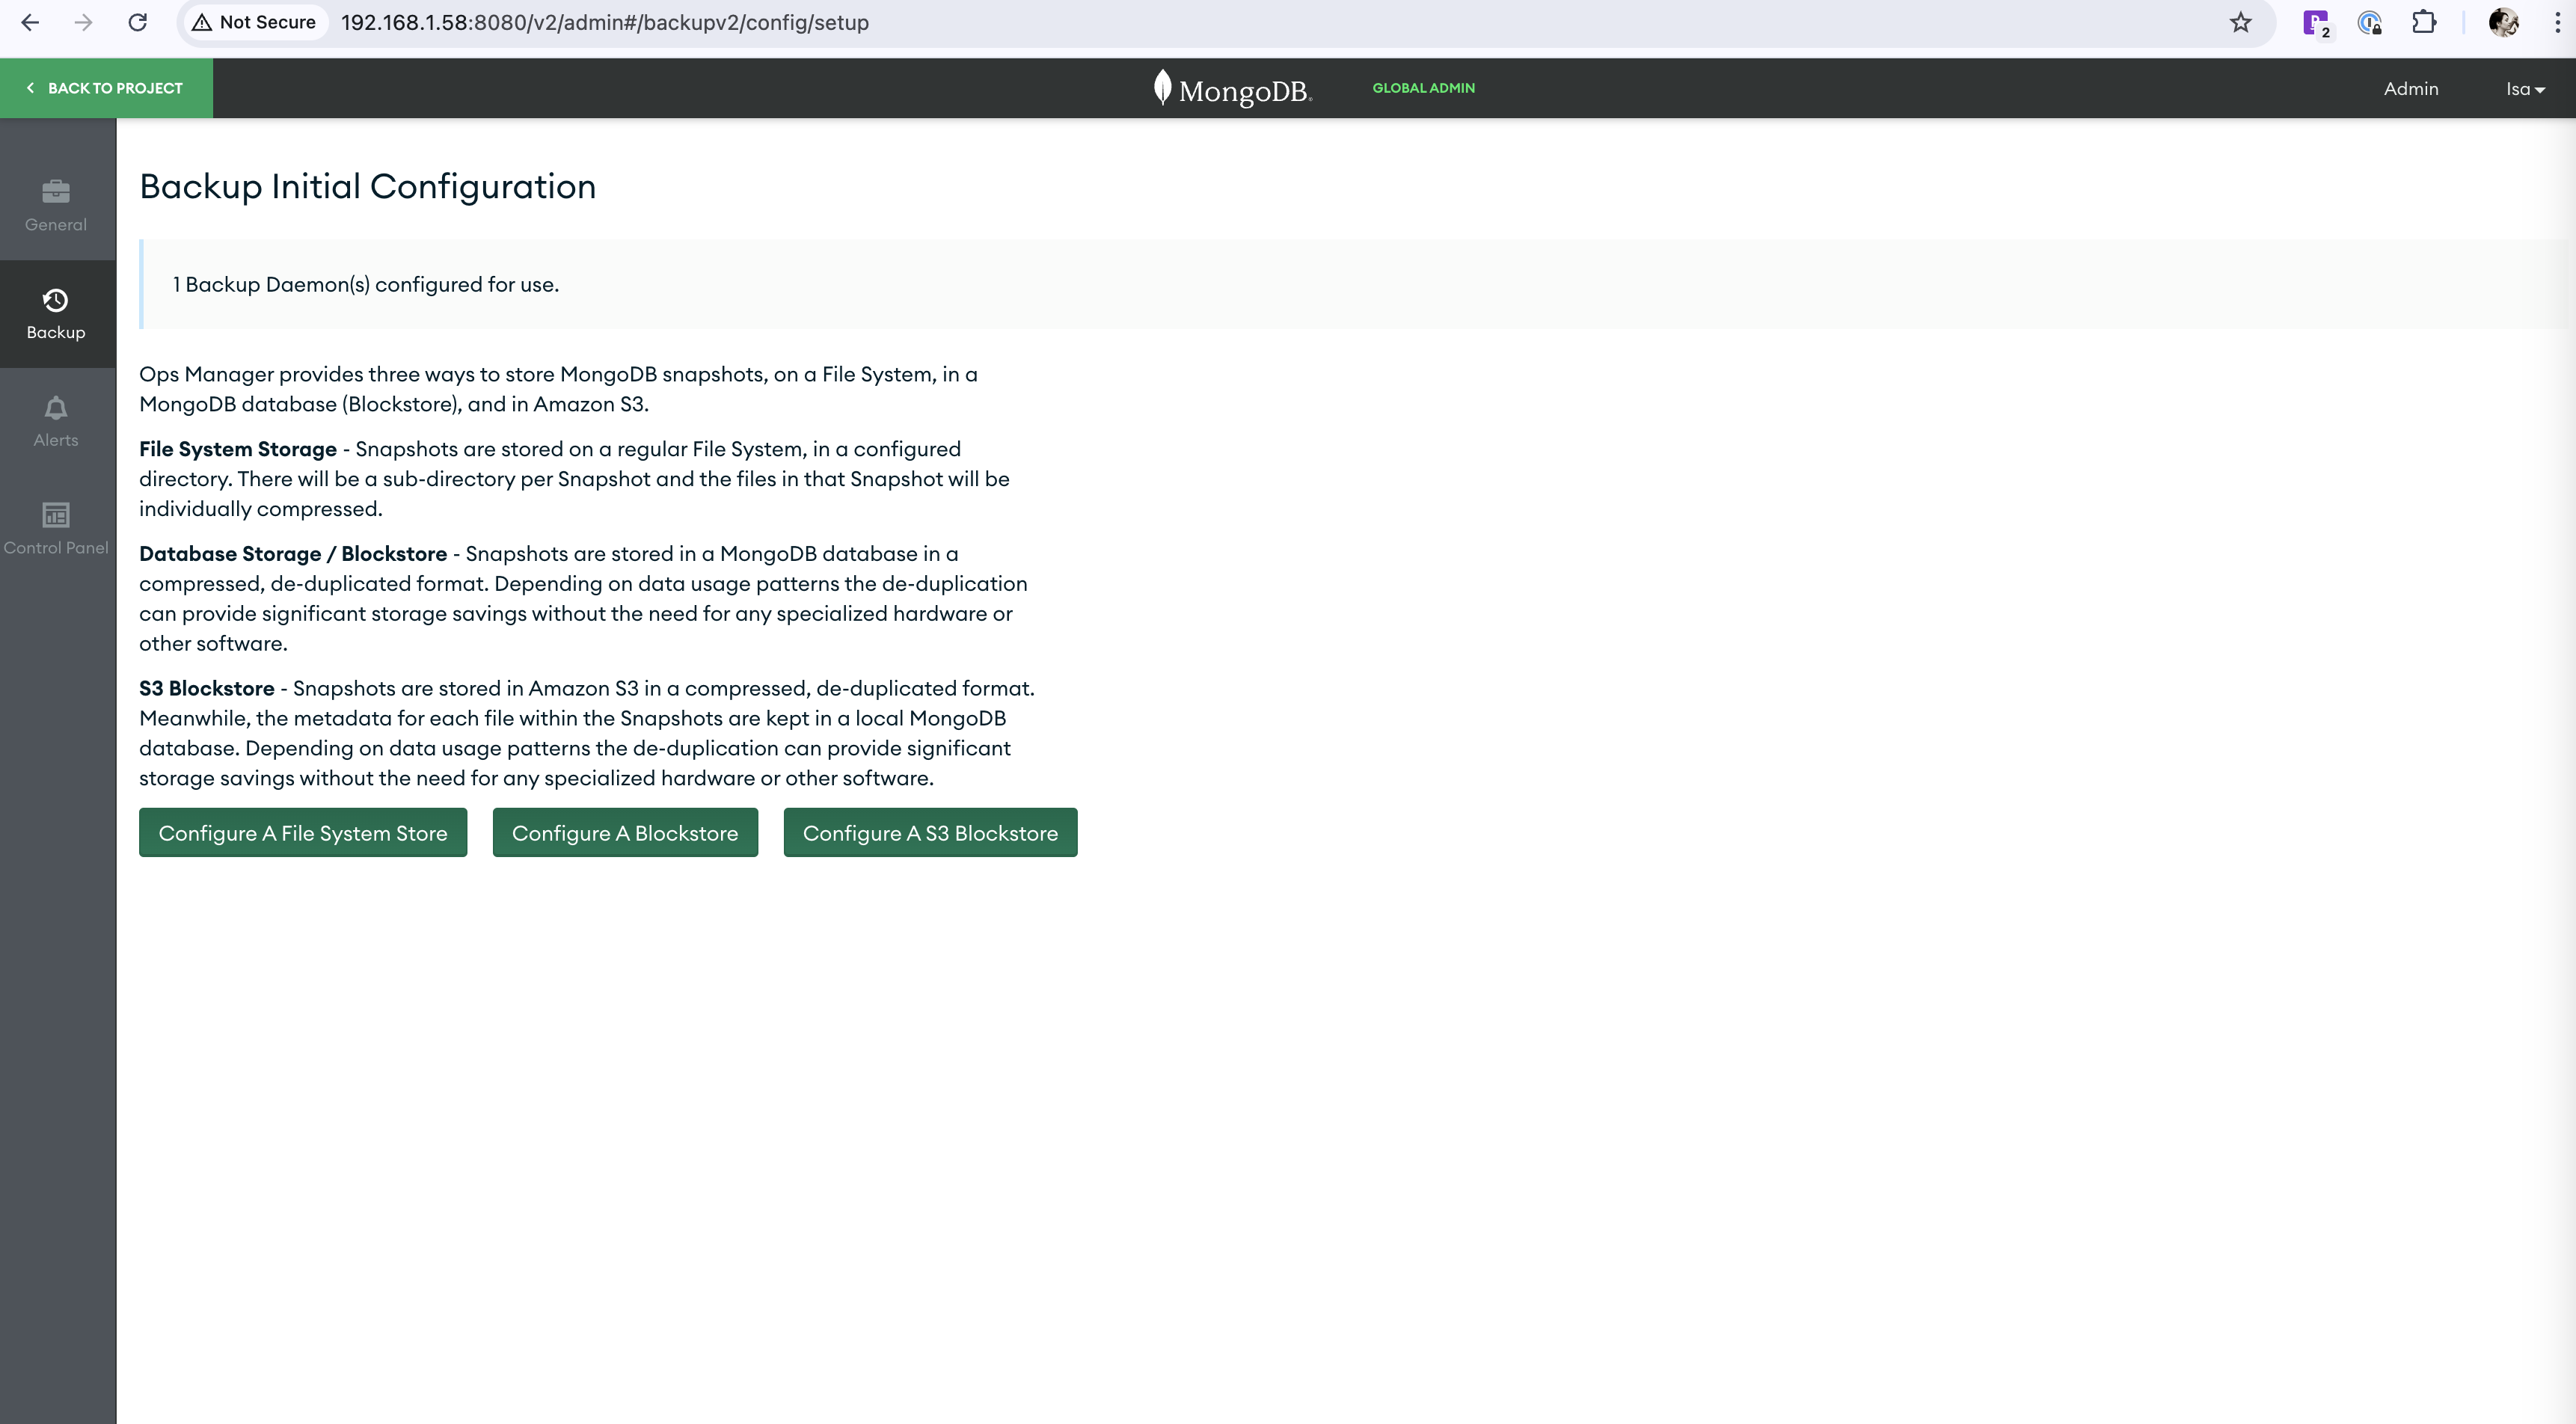 Not Secure 192.168.1.58:8080/v2/admin#/backupv2/config/setup
2
BACK TO PROJECT
MongoDB.
GLOBAL ADMIN
Admin
Isa
General
Backup
Alerts
Control Panel
Backup Initial Configuration
1 Backup Daemon(s) configured for use.
Ops Manager provides three ways to store MongoDB snapshots, on a File System, in a
MongoDB database (Blockstore), and in Amazon S3.
File System Storage - Snapshots are stored on a regular File System, in a configured
directory. There will be a sub-directory per Snapshot and the files in that Snapshot will be
individually compressed.
Database Storage / Blockstore - Snapshots are stored in a MongoDB database in a
compressed, de-duplicated format. Depending on data usage patterns the de-duplication
can provide significant storage savings without the need for any specialized hardware or
other software.
S3 Blockstore - Snapshots are stored in Amazon S3 in a compressed, de-duplicated format.
Meanwhile, the metadata for each file within the Snapshots are kept in a local MongoDB
database. Depending on data usage patterns the de-duplication can provide significant
storage savings without the need for any specialized hardware or other software.
Configure A File System Store
Configure A Blockstore
Configure A S3 Blockstore